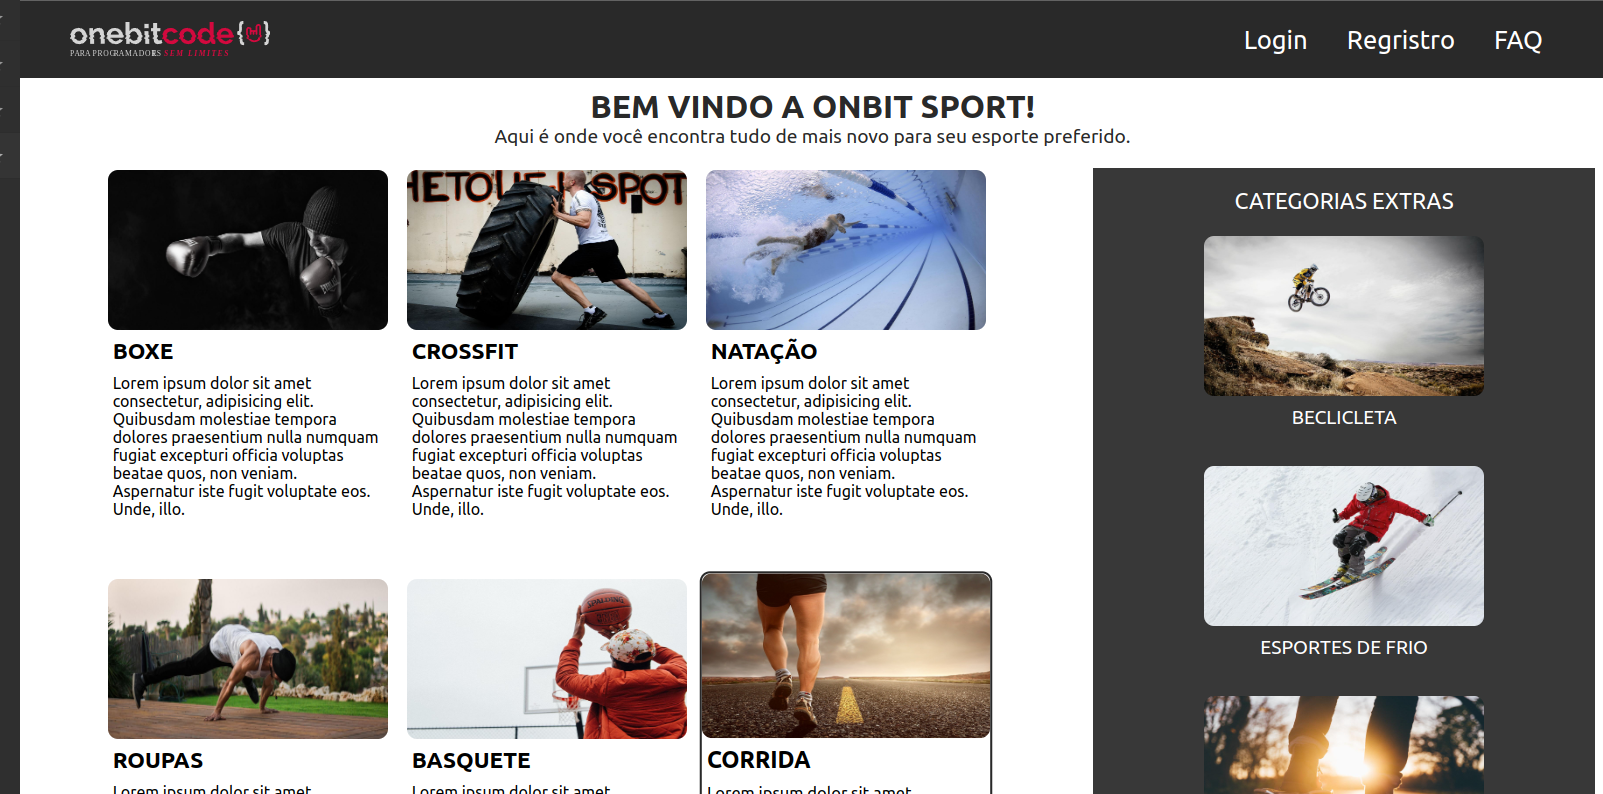 onebitcode{}
PARA PROGRAMADORES SEM LIMITES
Login Regristro FAQ
BEM VINDO A ONBIT SPORT!
Aqui é onde você encontra tudo de mais novo para seu esporte preferido.
HETO SPOT
BOXE
Lorem ipsum dolor sit amet
consectetur, adipisicing elit.
Quibusdam molestiae tempora
dolores praesentium nulla numquam
fugiat excepturi officia voluptas
beatae quos, non veniam.
Aspernatur iste fugit voluptate eos.
Unde, illo.
CROSSFIT
Lorem ipsum dolor sit amet
consectetur, adipisicing elit.
Quibusdam molestiae tempora
dolores praesentium nulla numquam
fugiat excepturi officia voluptas
beatae quos, non veniam.
Aspernatur iste fugit voluptate eos.
Unde, illo.
NATAÇÃO
Lorem ipsum dolor sit amet
consectetur, adipisicing elit.
Quibusdam molestiae tempora
dolores praesentium nulla numquam
fugiat excepturi officia voluptas
beatae quos, non veniam.
Aspernatur iste fugit voluptate eos.
Unde, illo.
SPALDING
ROUPAS
Lorem ipsum dolor sit amet
BASQUETE
Lorem ipsum dolor sit amet
CORRIDA
Lorem ipsum dolor sit amet
CATEGORIAS EXTRAS
BECLICLETA
ESPORTES DE FRIO